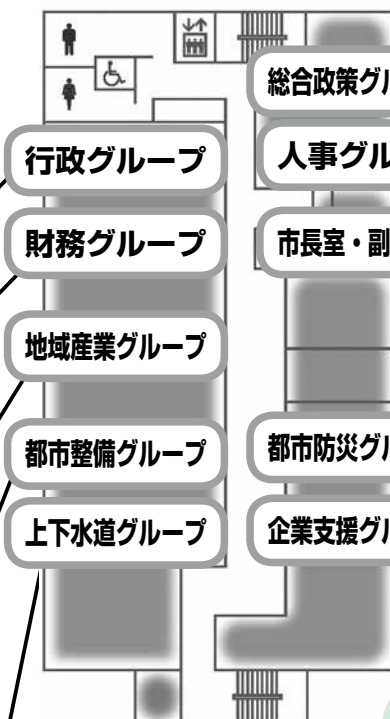 総合政策グル
行政グループ
人事グル
財務グループ
市長室・副
地域産業グループ
都市整備グループ
都市防災グル
上下水道グループ
企業支援グル